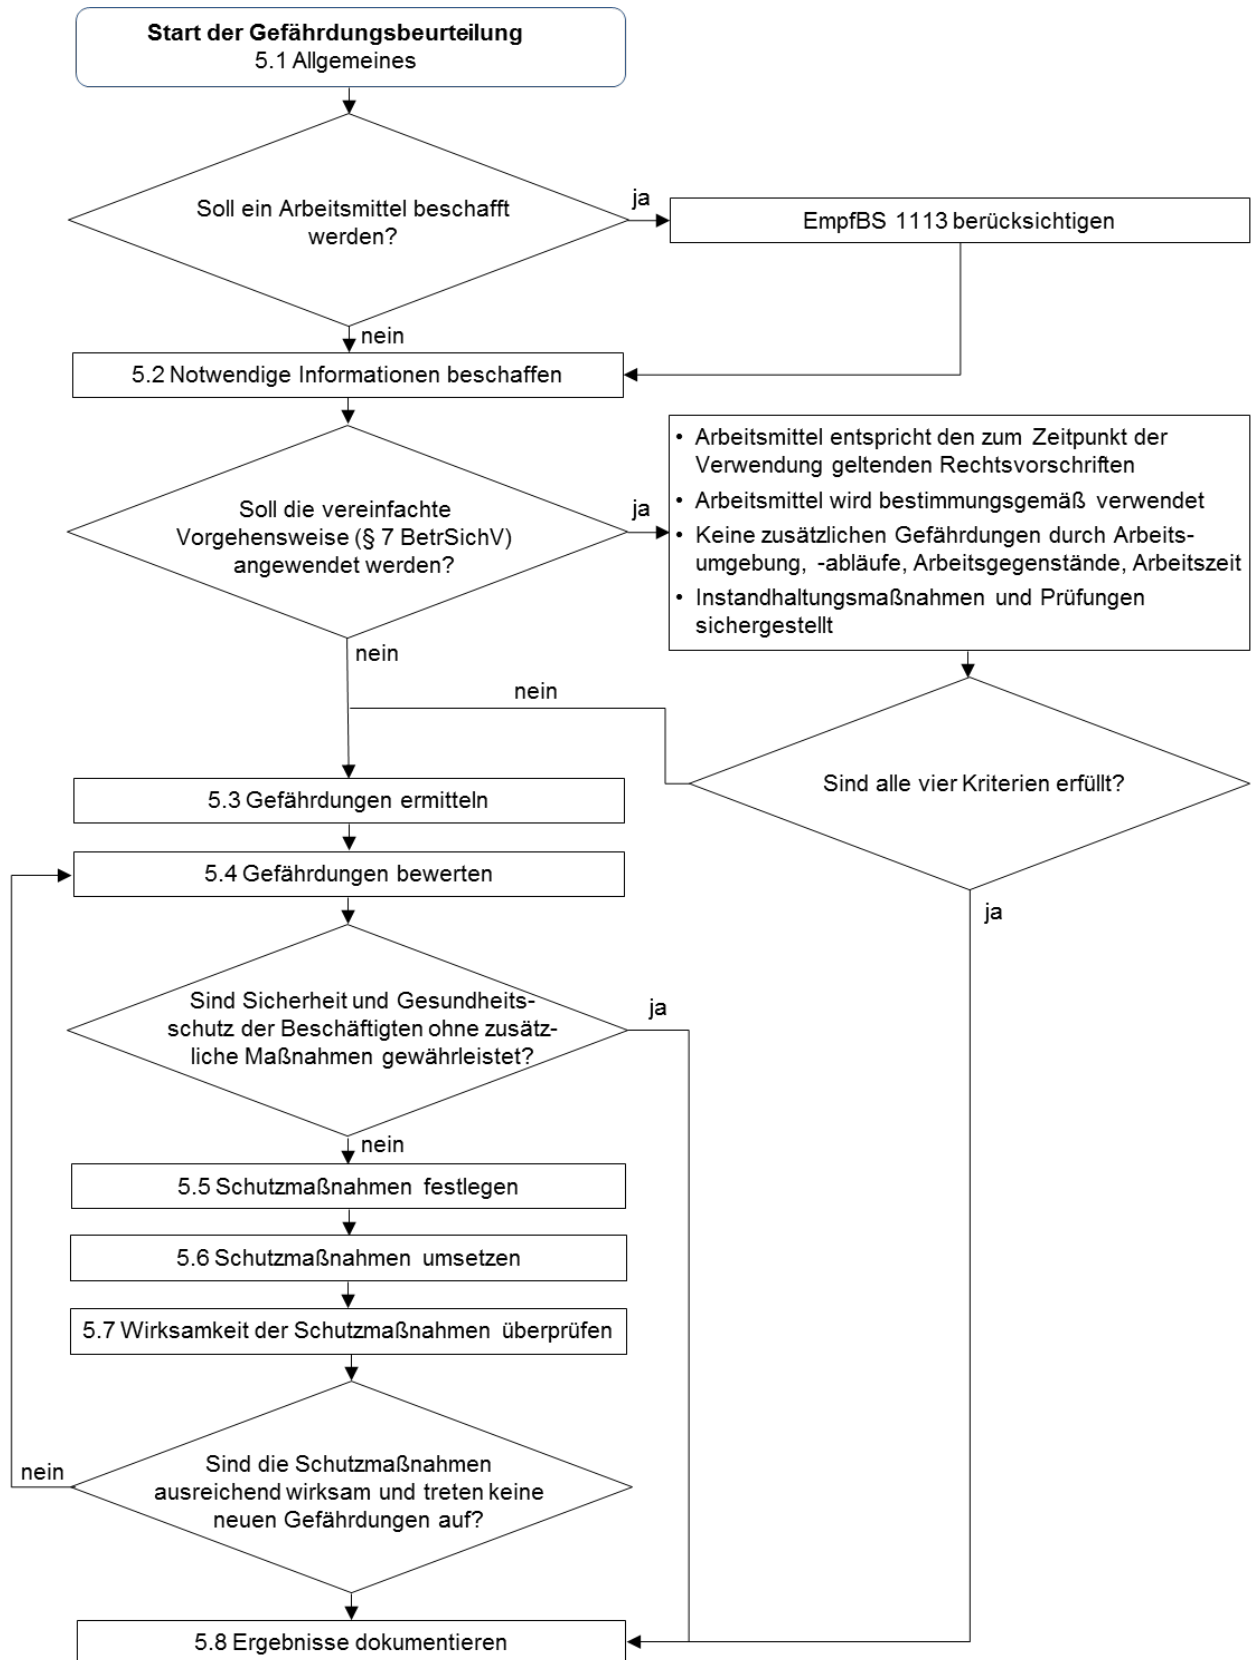 Start der Gefährdungsbeurteilung
5.1 Allgemeines
Soll ein Arbeitsmittel beschafft
werden?
ja
EmpfBS 1113 berücksichtigen
nein
5.2 Notwendige Informationen beschaffen
Soll die vereinfachte
Vorgehensweise (§ 7 BetrSichV)
angewendet werden?
ja
• Arbeitsmittel entspricht den zum Zeitpunkt der
Verwendung geltenden Rechtsvorschriften
• Arbeitsmittel wird bestimmungsgemäß verwendet
• Keine zusätzlichen Gefährdungen durch Arbeits-
umgebung, -abläufe, Arbeitsgegenstände, Arbeitszeit
• Instandhaltungsmaßnahmen und Prüfungen
sichergestellt
nein
nein
Sind alle vier Kriterien erfüllt?
ja
5.3 Gefährdungen ermitteln
5.4 Gefährdungen bewerten
Sind Sicherheit und Gesundheits-
schutz der Beschäftigten ohne zusätz-
liche Maßnahmen gewährleistet?
ja
nein
5.5 Schutzmaßnahmen festlegen
5.6 Schutzmaßnahmen umsetzen
5.7 Wirksamkeit der Schutzmaßnahmen überprüfen
Sind die Schutzmaßnahmen
ausreichend wirksam und treten keine
neuen Gefährdungen auf?
nein
5.8 Ergebnisse dokumentieren